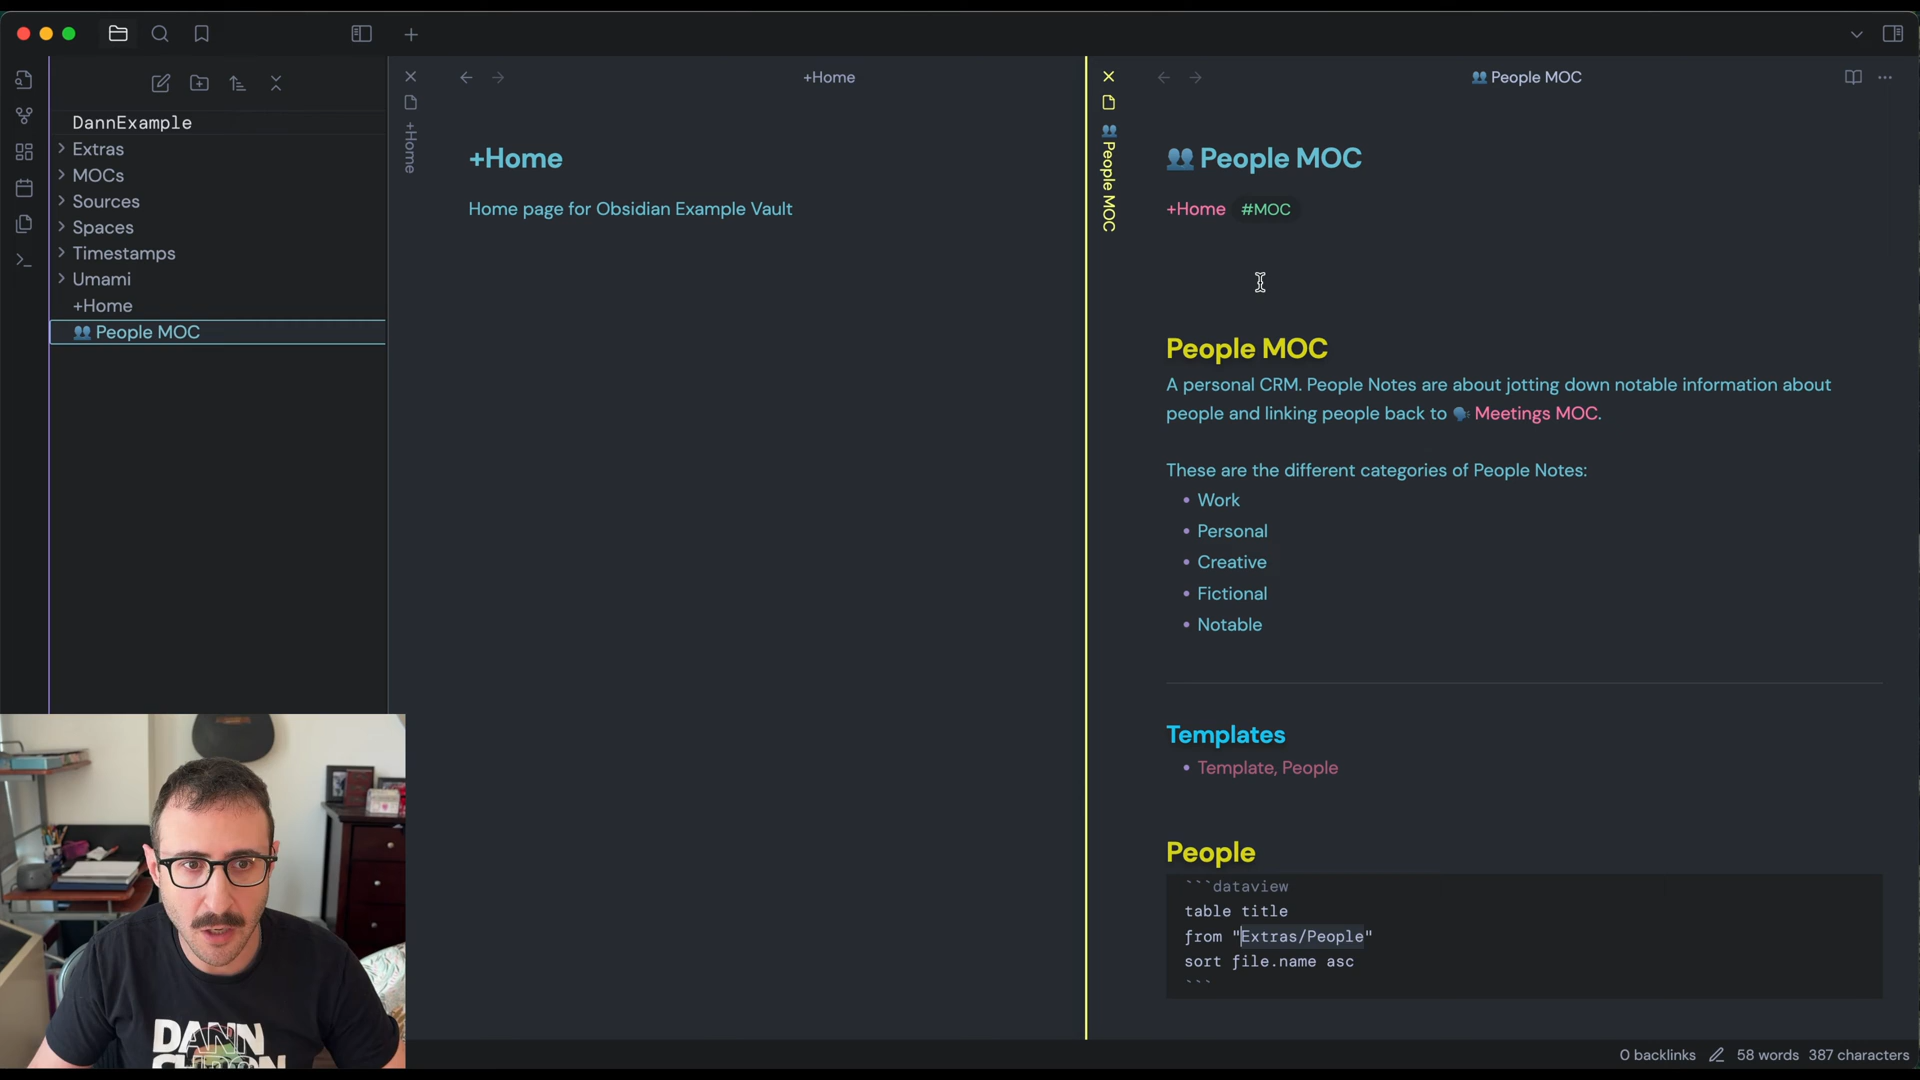 +Home
👥 People MOC
DannExample
Extras
MOCs
Sources
Spaces
Timestamps
Umami
+Home
👥 People MOC
+Home
+Home
Home page for Obsidian Example Vault
👥 People MOC
👥 People MOC
+Home #MOC
People MOC
A personal CRM. People Notes are about jotting down notable information about
people and linking people back to 🗣 Meetings MOC.
These are the different categories of People Notes:
• Work
• Personal
• Creative
• Fictional
• Notable
Templates
• Template, People
People
```dataview
table title
from "Extras/People"
sort file.name asc
```
DANN
0 backlinks 58 words 387 characters